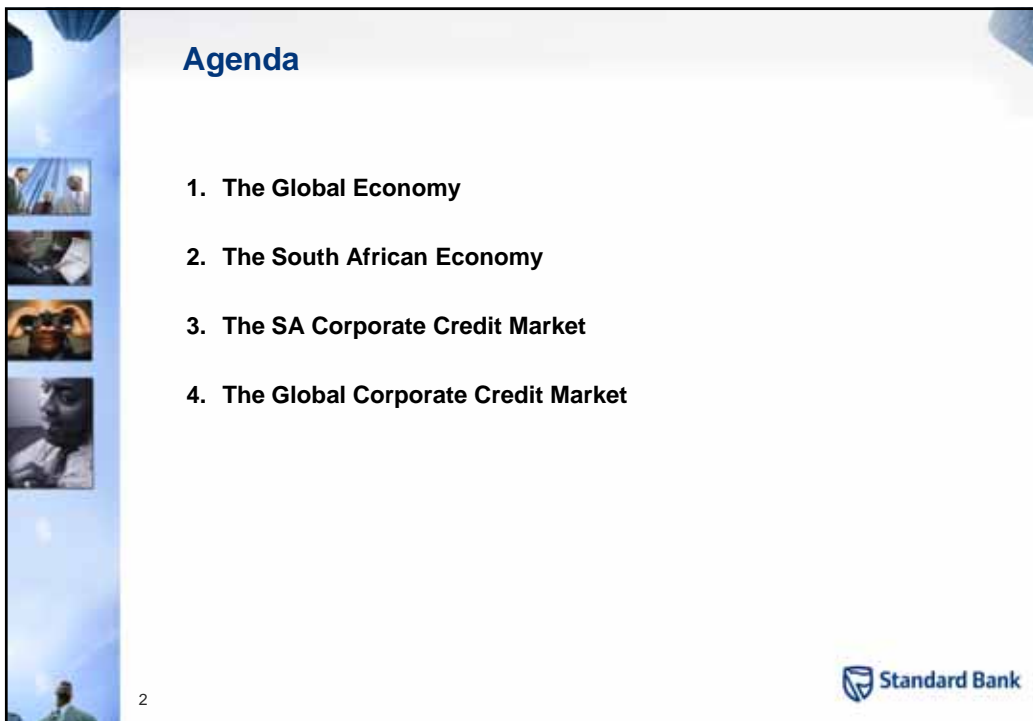 Agenda
1. The Global Economy
2. The South African Economy
3. The SA Corporate Credit Market
4. The Global Corporate Credit Market
2
Standard Bank